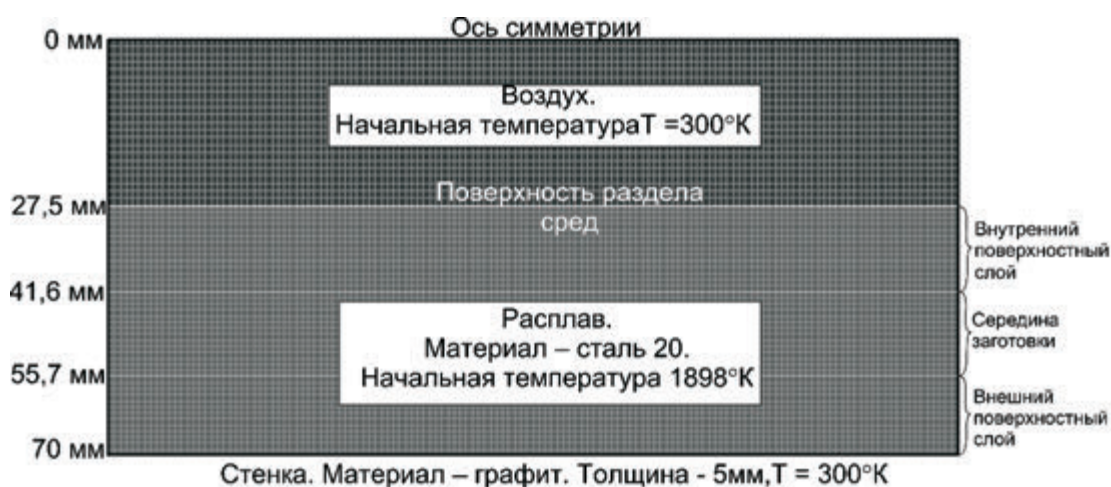 Ось симметрии
0 мм
Воздух.
Начальная температураT =300°К
Поверхность раздела
сред
27,5 мм
Внутренний
поверхностный
слой
41,6 мм
Расплав.
Материал – сталь 20.
Начальная температура 1898°К
Середина
заготовки
55,7 мм
Внешний
поверхностный
слой
70 мм
Стенка. Материал – графит. Толщина - 5мм,T = 300°К